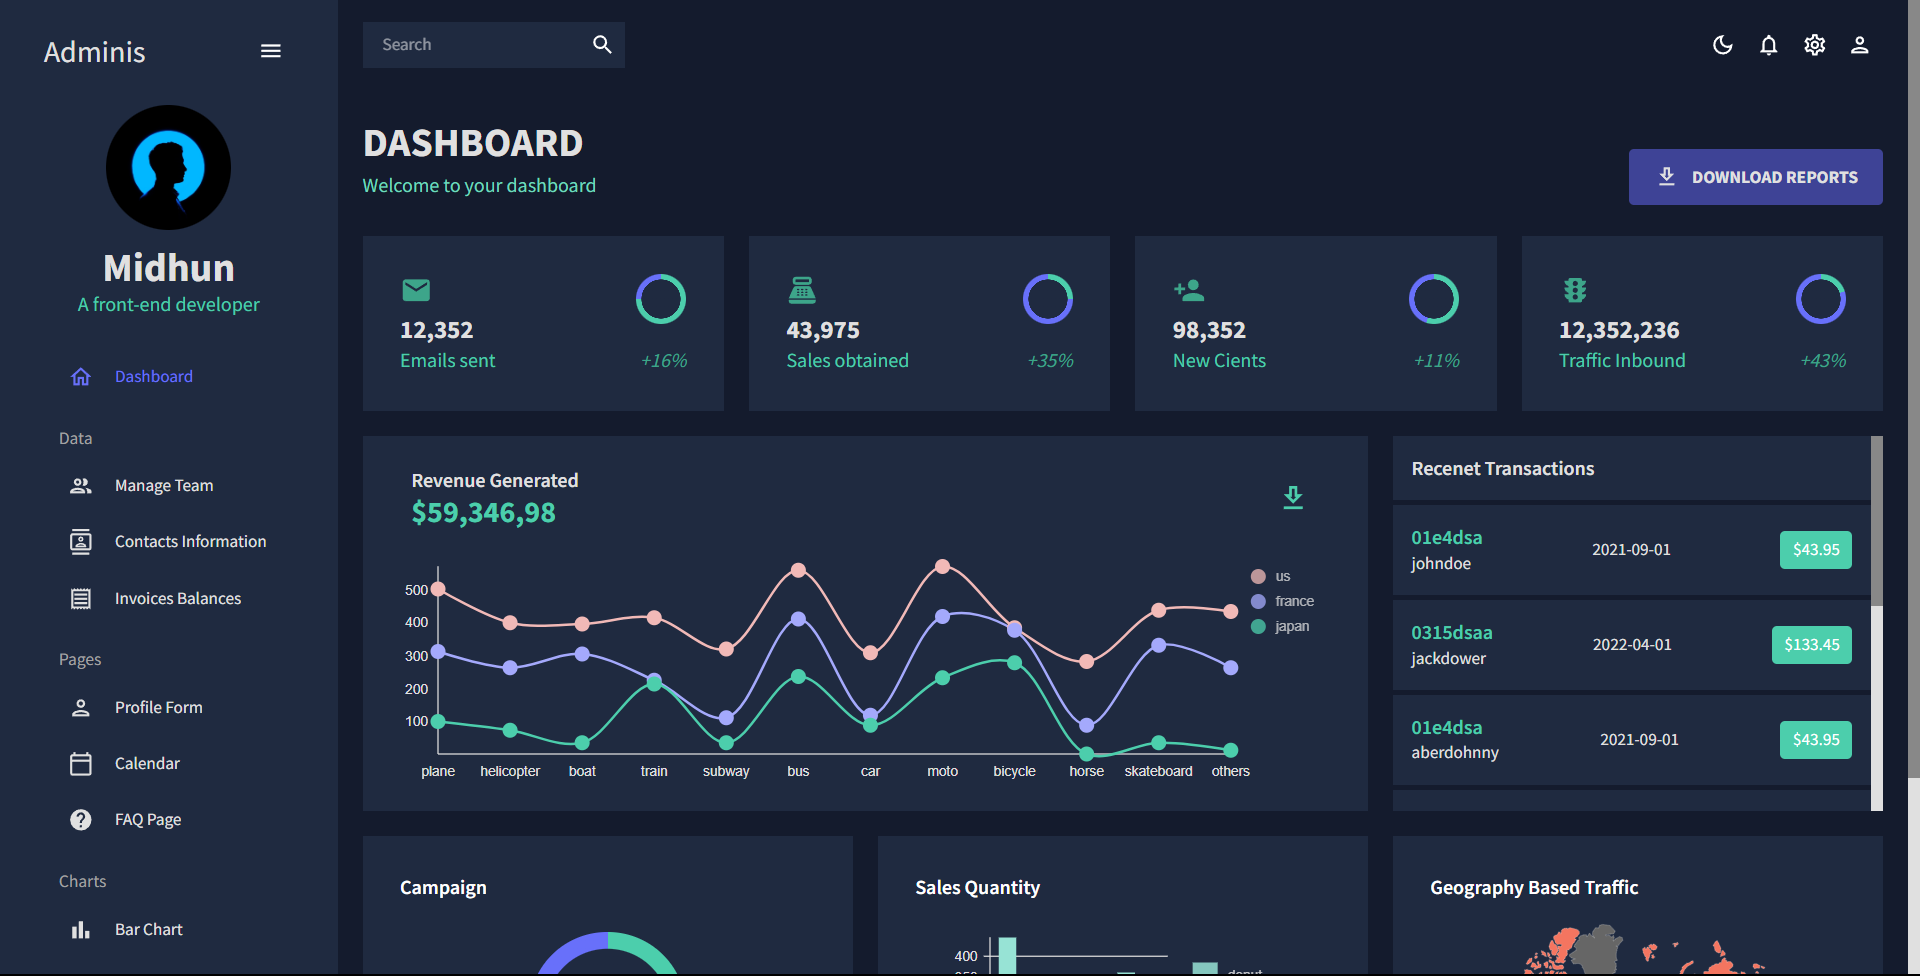 Adminis
Midhun
A front-end developer
Dashboard
Data
Manage Team
Contacts Information
Invoices Balances
Pages
Profile Form
Calendar
FAQ Page
Charts
Bar Chart
Search
DASHBOARD
Welcome to your dashboard
DOWNLOAD REPORTS
12,352
Emails sent
+16%
43,975
Sales obtained
+35%
98,352
New Cients
+11%
12,352,236
Traffic Inbound
+43%
Revenue Generated
$59,346,98
500
400
300
200
100
plane
helicopter
boat
train
subway
bus
car
moto
bicycle
horse
skateboard
others
us
france
japan
Recenet Transactions
01e4dsa
johndoe
2021-09-01
$43.95
0315dsaa
jackdower
2022-04-01
$133.45
01e4dsa
aberdohnny
2021-09-01
$43.95
Campaign
Sales Quantity
400
Geography Based Traffic